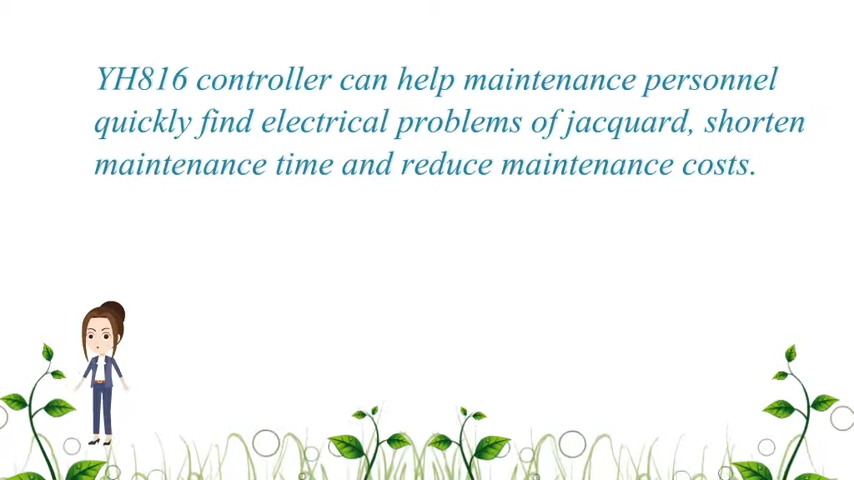 YH816 controller can help maintenance personnel
quickly find electrical problems of jacquard, shorten
maintenance time and reduce maintenance costs.